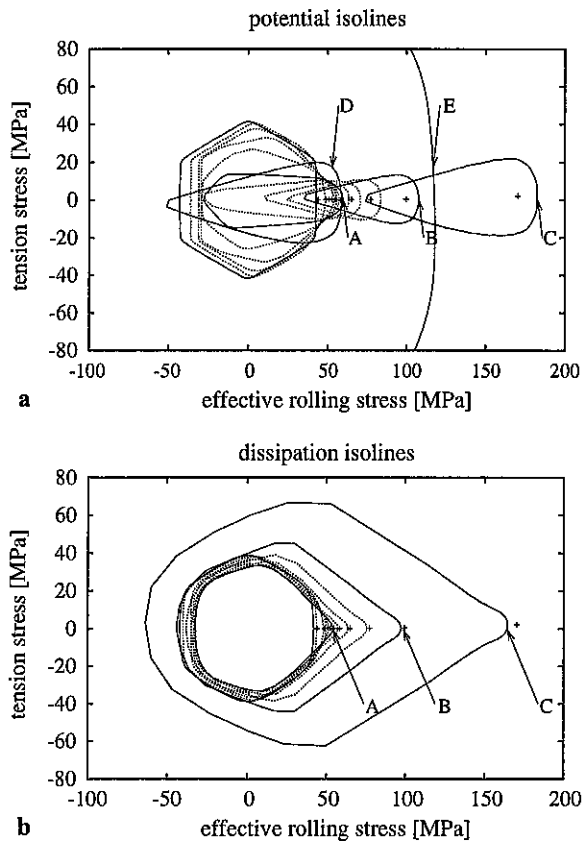 potential isolines
80
60
40
20
0
-20
-40
-60
-80
tension stress [MPa]
D
E
A
B
C
-100 -50 0 50 100 150 200
a
effective rolling stress [MPa]
dissipation isolines
80
60
40
20
0
-20
-40
-60
-80
tension stress [MPa]
A
B
C
-100 -50 0 50 100 150 200
b
effective rolling stress [MPa]